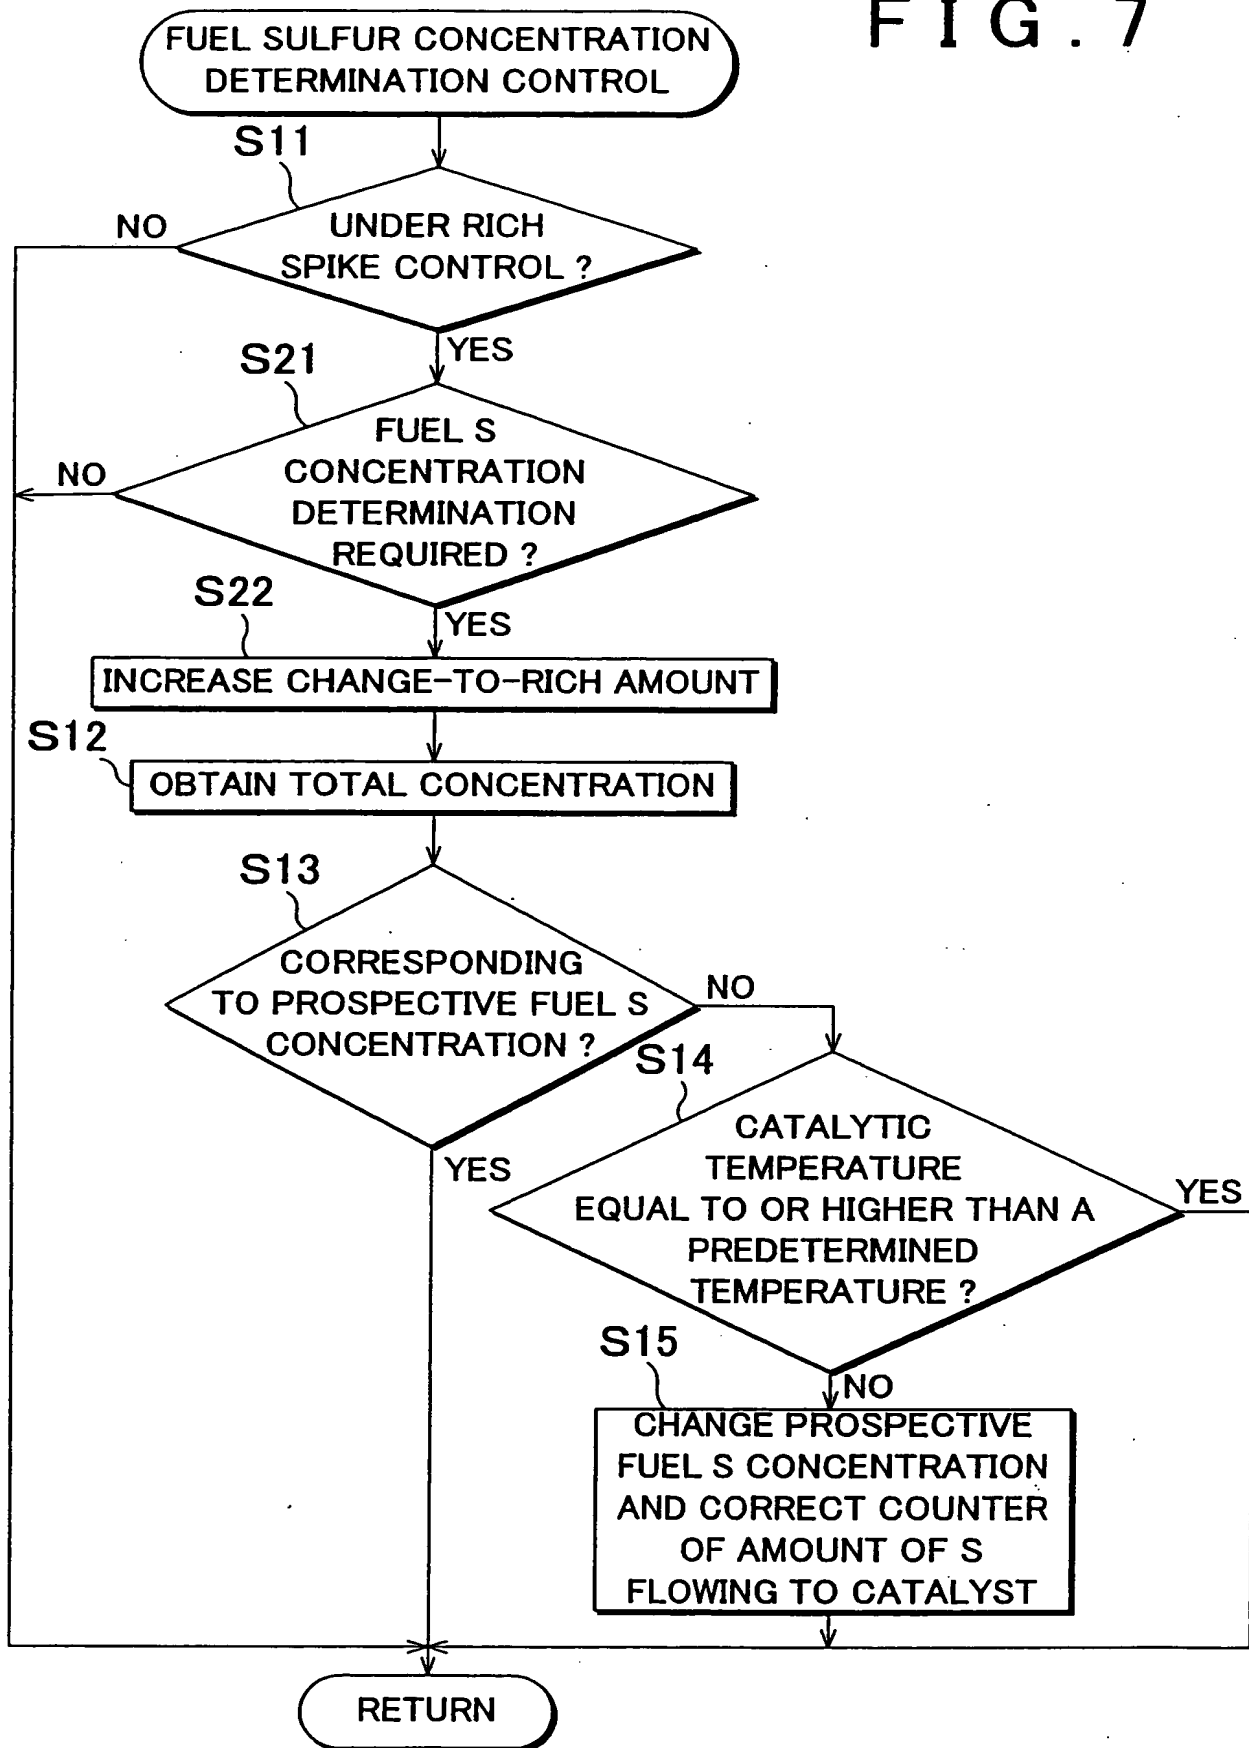 FIG. 7
FUEL SULFUR CONCENTRATION
DETERMINATION CONTROL
S11
UNDER RICH
SPIKE CONTROL ?
NO
YES
S21
FUEL S
CONCENTRATION
DETERMINATION
REQUIRED ?
NO
YES
S22
INCREASE CHANGE-TO-RICH AMOUNT
S12
OBTAIN TOTAL CONCENTRATION
S13
CORRESPONDING
TO PROSPECTIVE FUEL S
CONCENTRATION ?
NO
YES
S14
CATALYTIC
TEMPERATURE
EQUAL TO OR HIGHER THAN A
PREDETERMINED
TEMPERATURE ?
YES
NO
S15
CHANGE PROSPECTIVE
FUEL S CONCENTRATION
AND CORRECT COUNTER
OF AMOUNT OF S
FLOWING TO CATALYST
RETURN